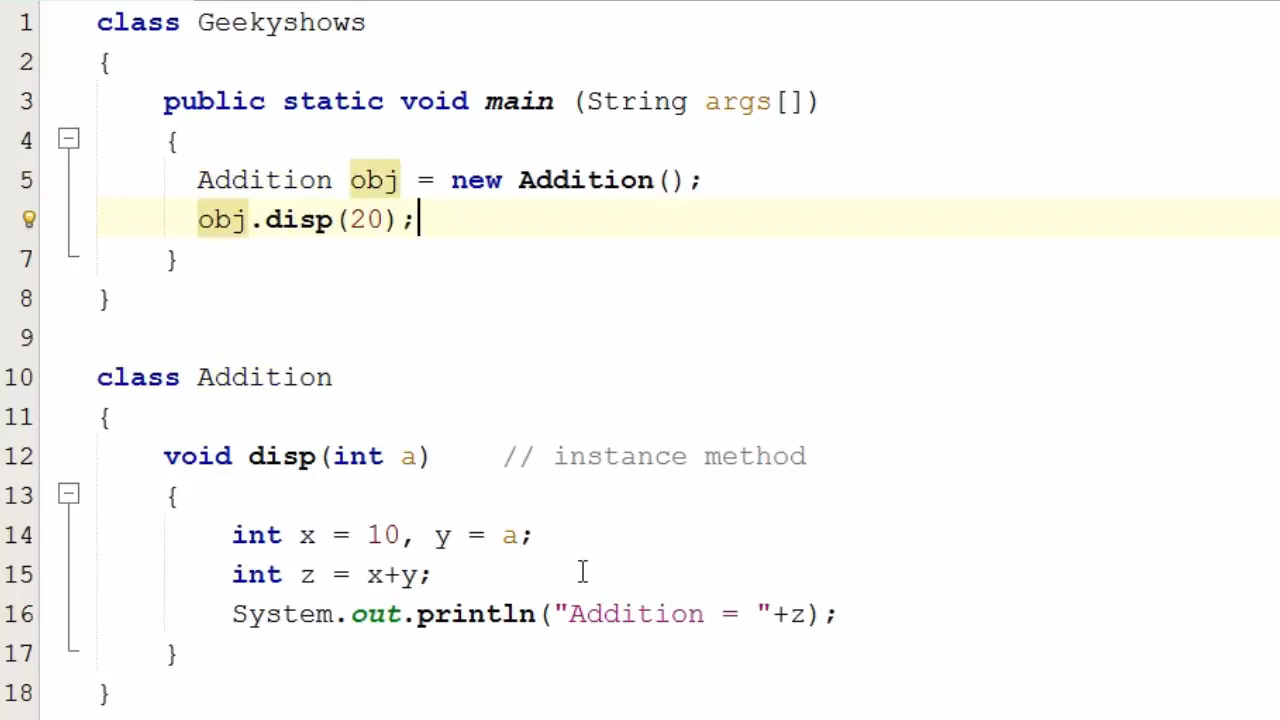 1 class Geekyshows
2 {
3 public static void main (String args[])
4 {
5 Addition obj = new Addition();
obj.disp(20);
7 }
8 }
9
10 class Addition
11 {
12 void disp(int a) // instance method
13 {
14 int x = 10, y = a;
15 int z = x+y;
16 System.out.println("Addition = "+z);
17 }
18 }